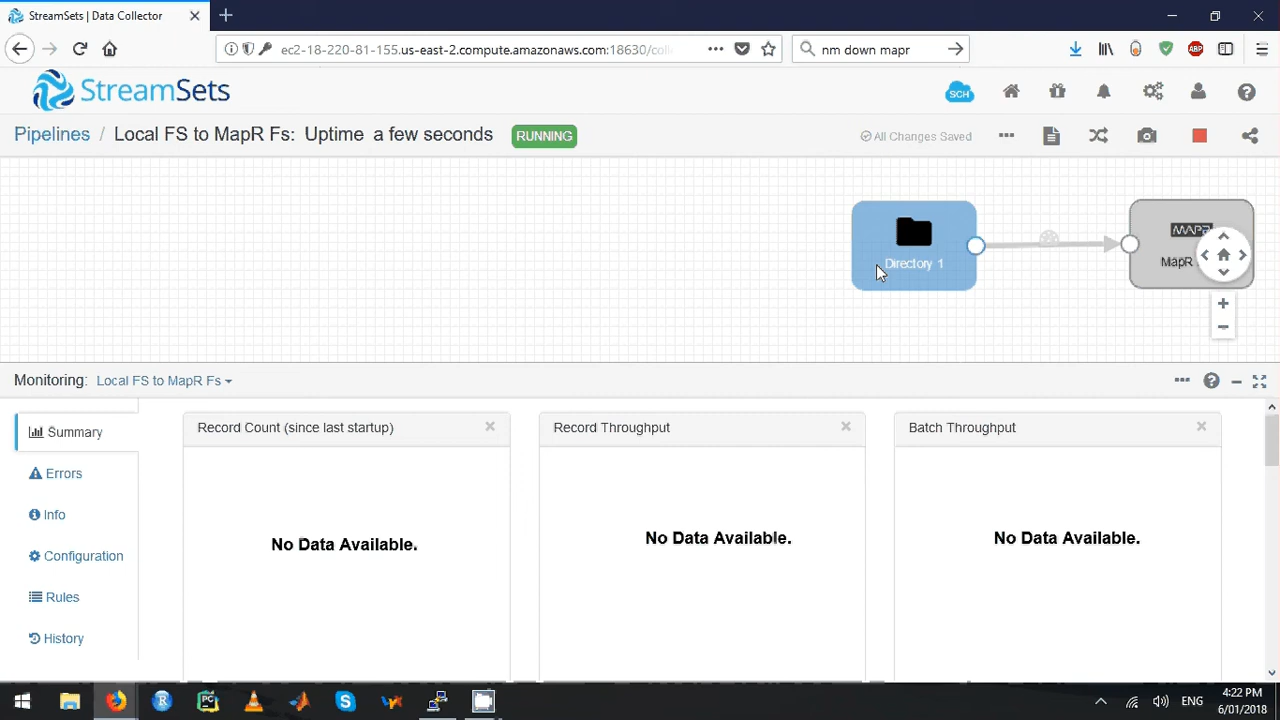 StreamSets | Data Collector
ec2-18-220-81-155.us-east-2.compute.amazonaws.com:18630/coll
nm down mapr
ABP
StreamSets
SCH
Pipelines / Local FS to MapR Fs: Uptime a few seconds RUNNING
All Changes Saved
Directory 1
MAPR
MapR
Monitoring: Local FS to MapR Fs
Summary
Errors
Info
Configuration
Rules
History
Record Count (since last startup)
No Data Available.
Record Throughput
No Data Available.
Batch Throughput
No Data Available.
R
PC
ENG
4:22 PM
6/01/2018